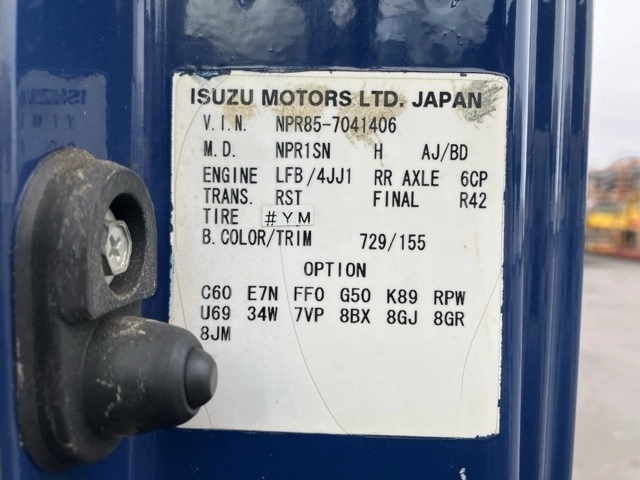 ISUZU MOTORS LTD. JAPAN
V.I.N. NPR85-7041406
M.D. NPR1SN H AJ/BD
ENGINE LFB/4JJ1 RR AXLE 6CP
TRANS. RST FINAL R42
TIRE #YM
B.COLOR/TRIM 729/155
OPTION
C60 E7N FF0 G50 K89 RPW
U69 34W 7VP 8BX 8GJ 8GR
8JM